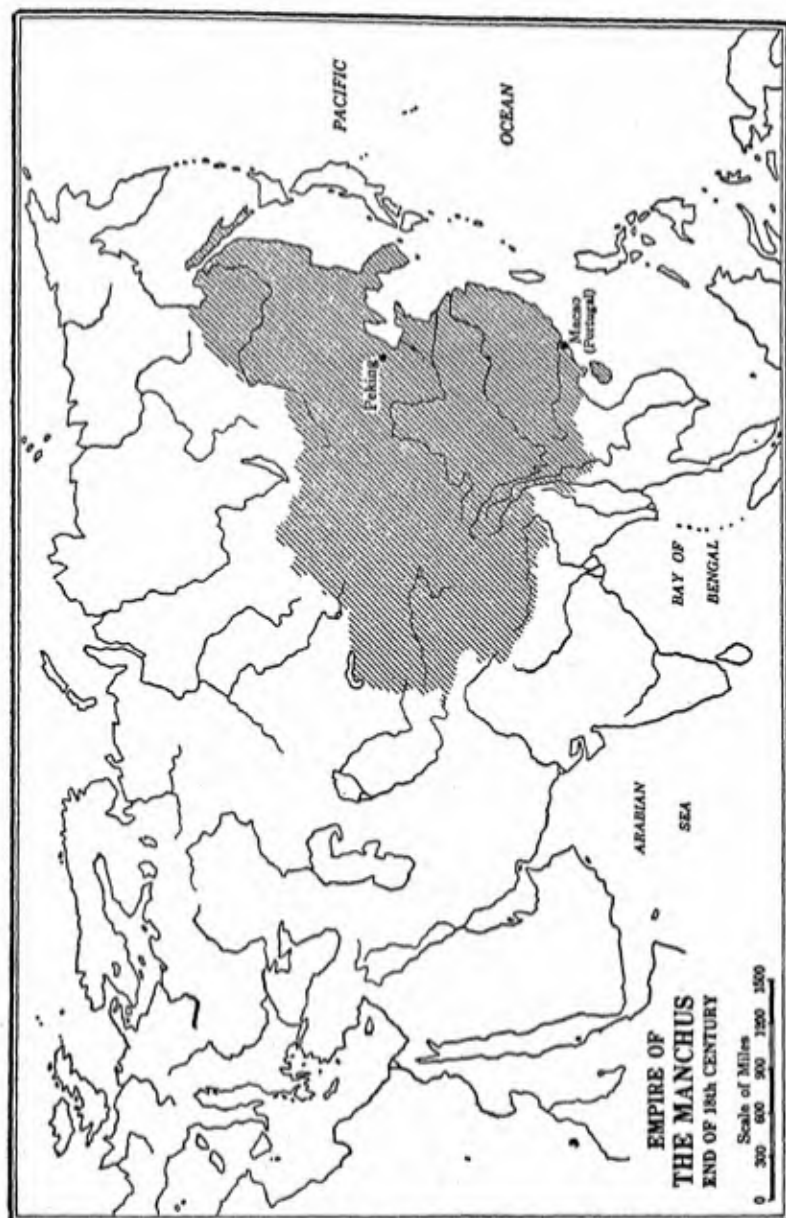 EMPIRE OF
THE MANCHUS
END OF 18th CENTURY
Scale of Miles
0 300 600 900 1200 1500
PACIFIC
OCEAN
Peking
Macao
(Portugal)
BAY OF
BENGAL
ARABIAN
SEA